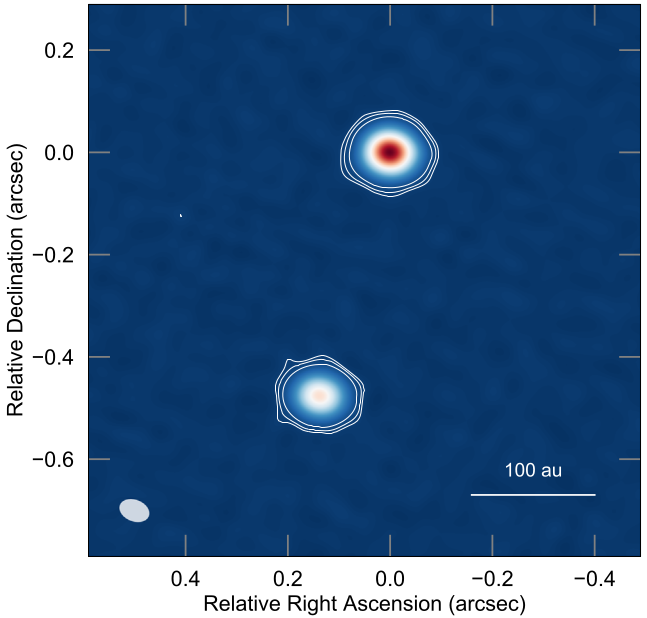 0.2
0.0
−0.2
−0.4
−0.6
Relative Declination (arcsec)
100 au
0.4 0.2 0.0 −0.2 −0.4
Relative Right Ascension (arcsec)